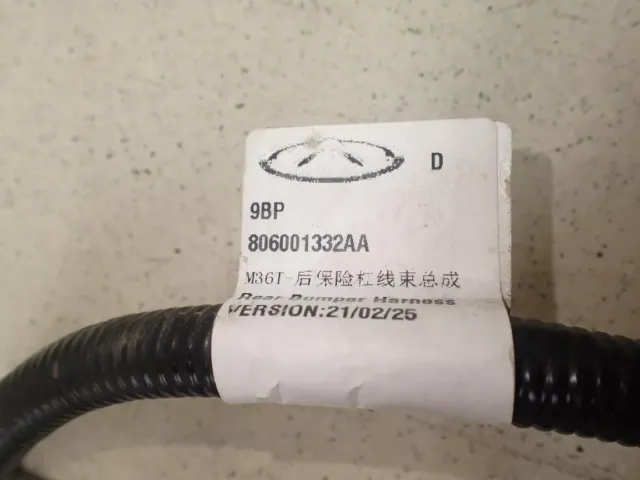 D
9BP
806001332AA
M36T-后保险杠线束总成
Rear Bumper Harness
VERSION:21/02/25